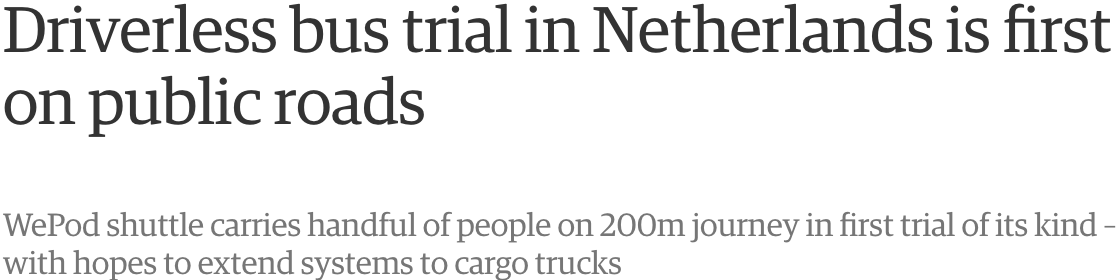 Driverless bus trial in Netherlands is first
on public roads
WePod shuttle carries handful of people on 200m journey in first trial of its kind –
with hopes to extend systems to cargo trucks